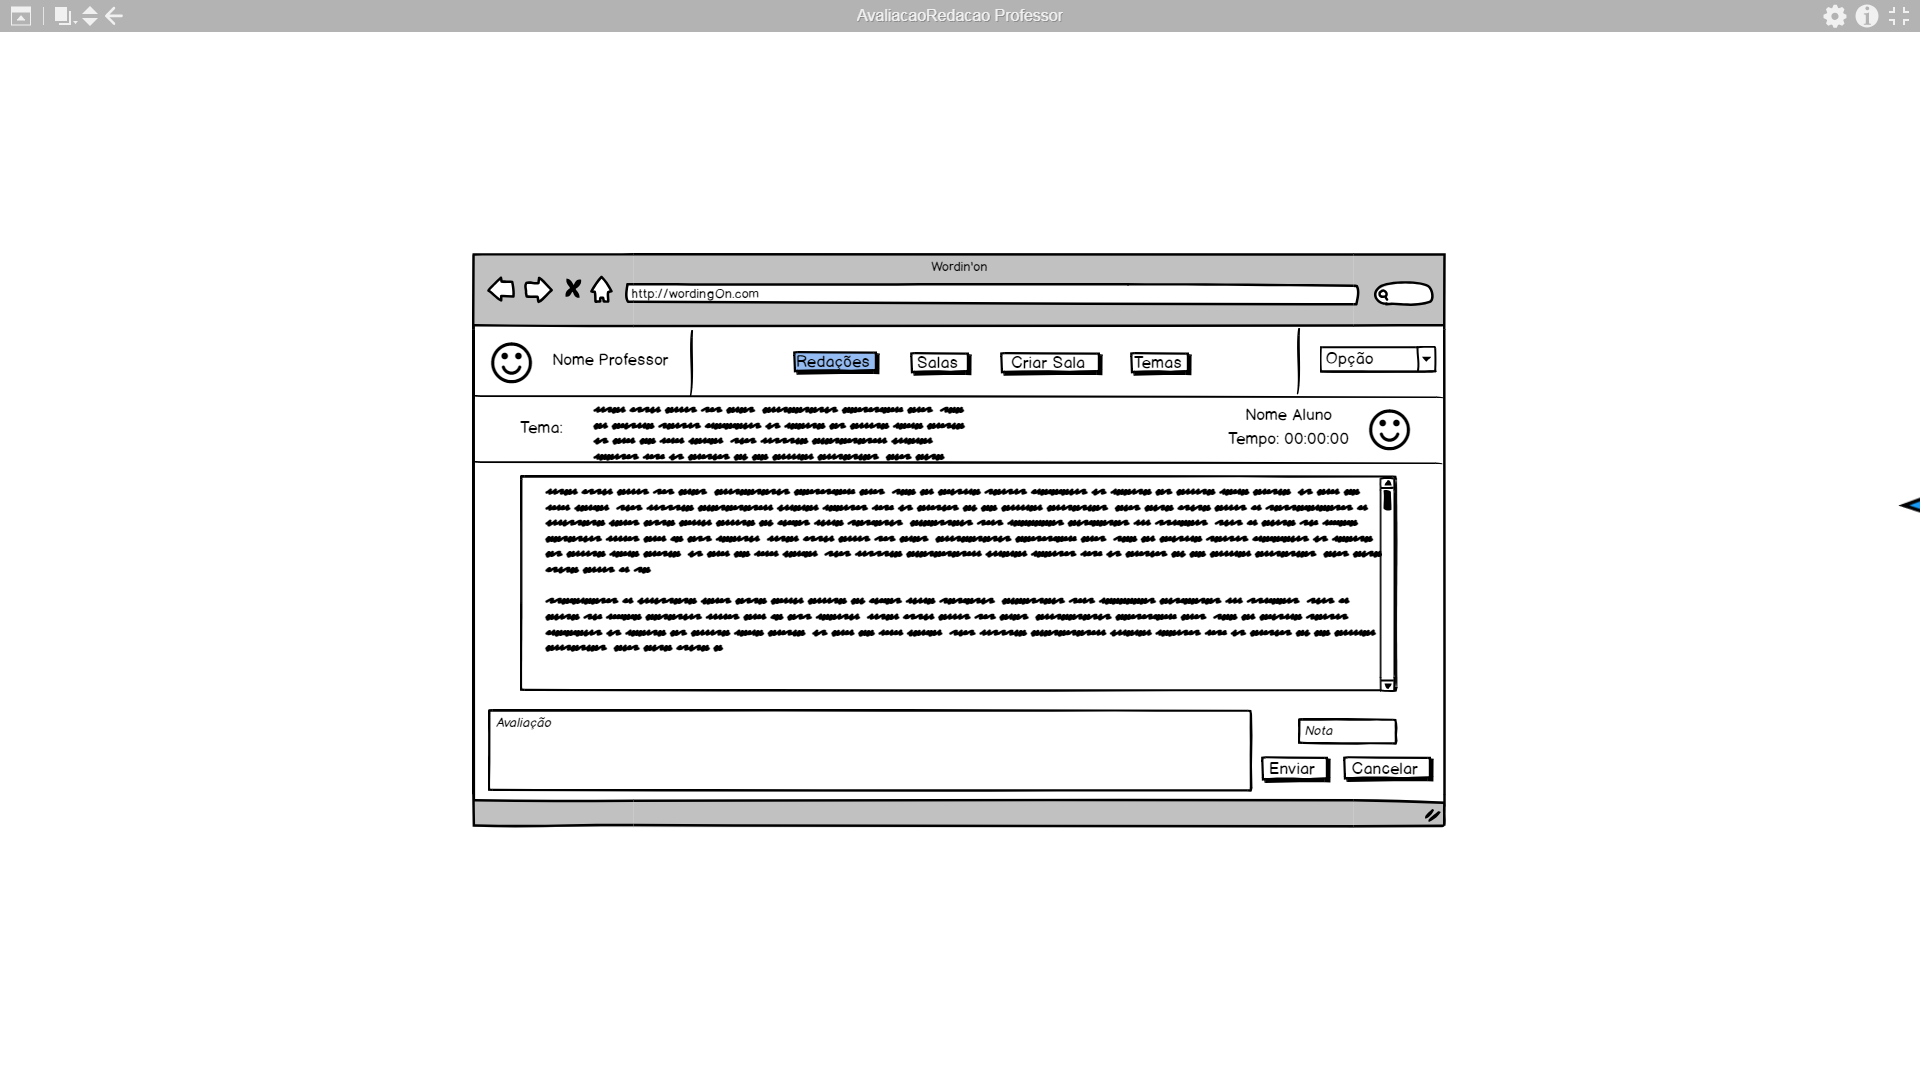 AvaliacaoRedacao Professor
Wordin'on
http://wordingOn.com
Nome Professor
Redações
Salas
Criar Sala
Temas
Opção
Tema:
Nome Aluno
Tempo: 00:00:00
Avaliação
Nota
Enviar
Cancelar